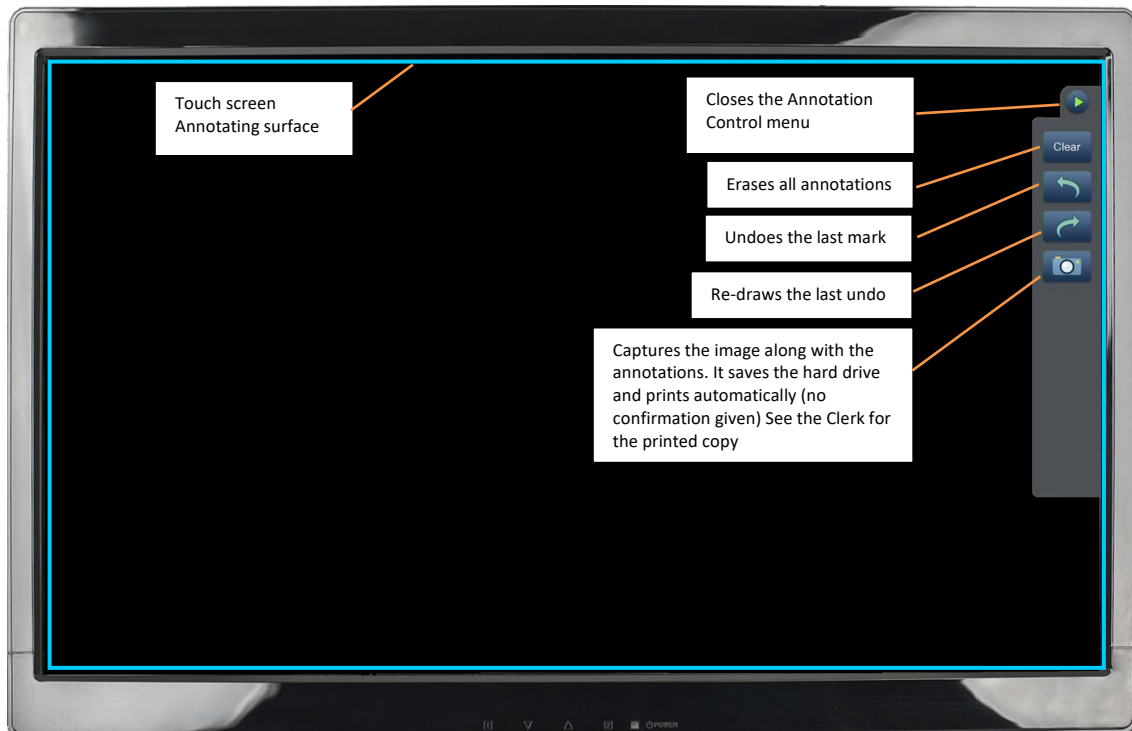 Touch screen
Annotating surface
Closes the Annotation
Control menu
Clear
Erases all annotations
Undoes the last mark
Re-draws the last undo
Captures the image along with the
annotations. It saves the hard drive
and prints automatically (no
confirmation given) See the Clerk for
the printed copy
POWER